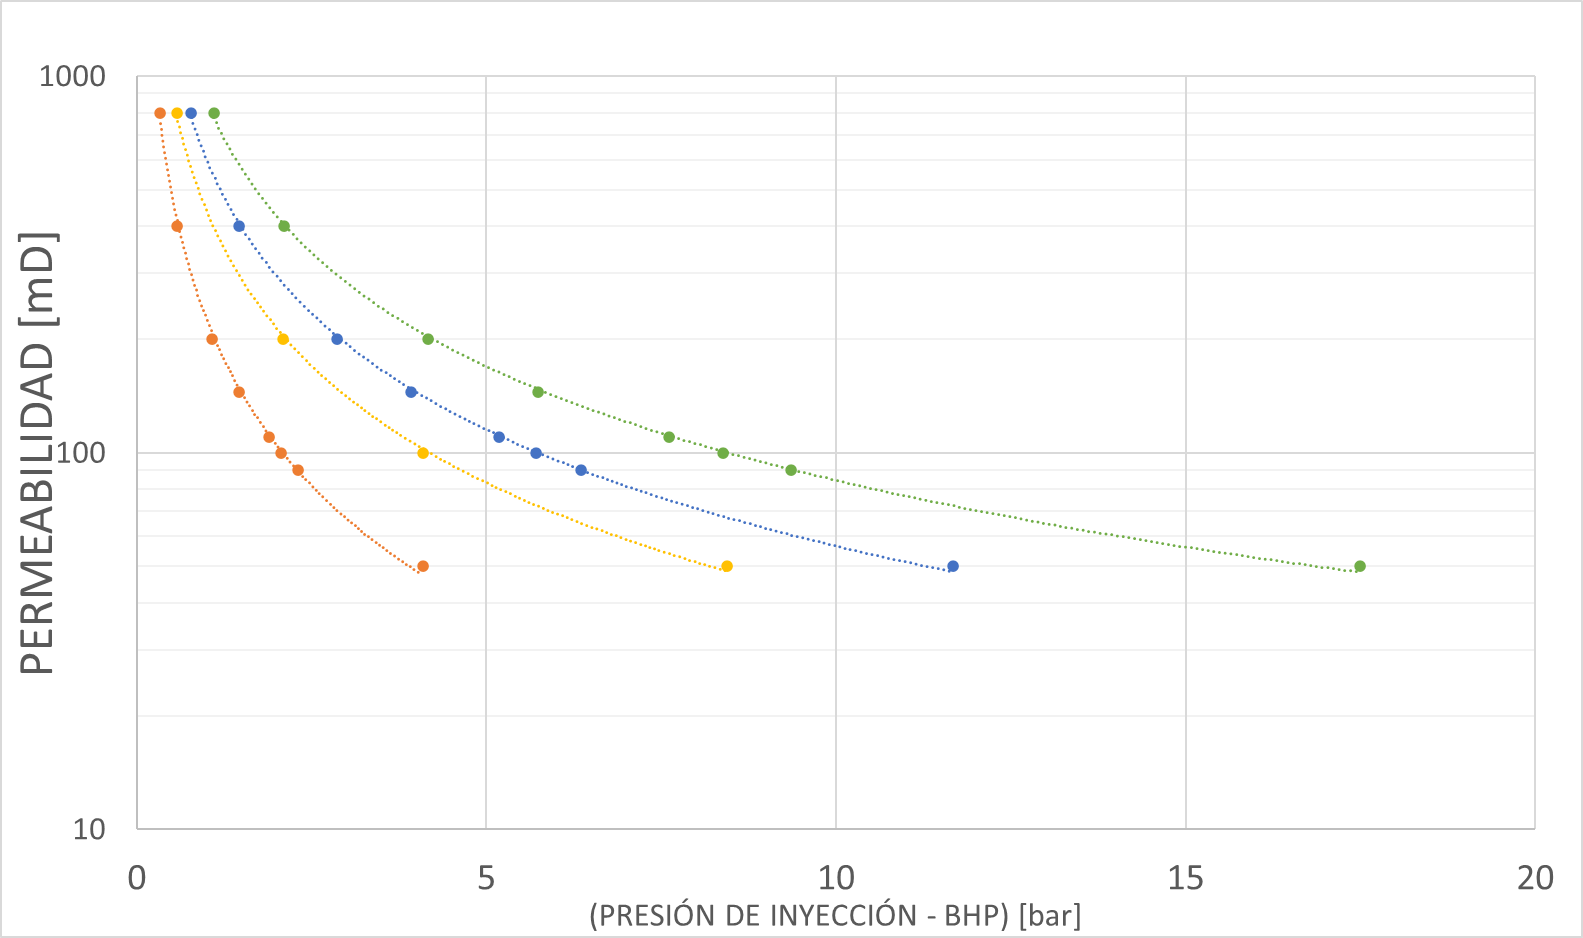 1000
100
10
PERMEABILIDAD [mD]
0 5 10 15 20
(PRESIÓN DE INYECCIÓN - BHP) [bar]